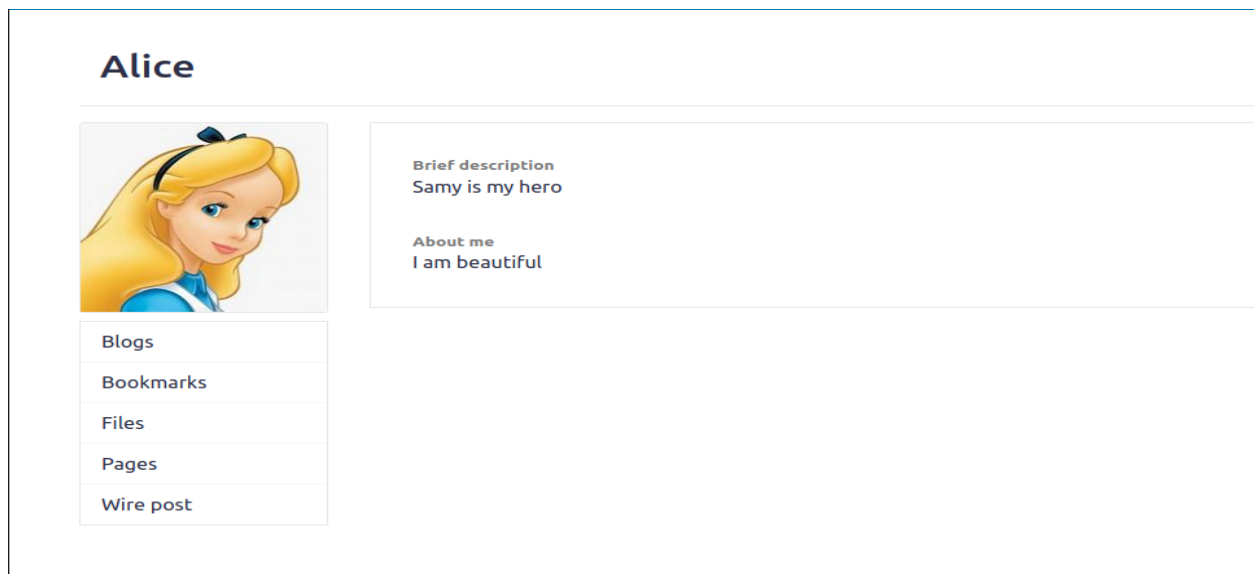 Alice
Brief description
Samy is my hero
About me
I am beautiful
Blogs
Bookmarks
Files
Pages
Wire post